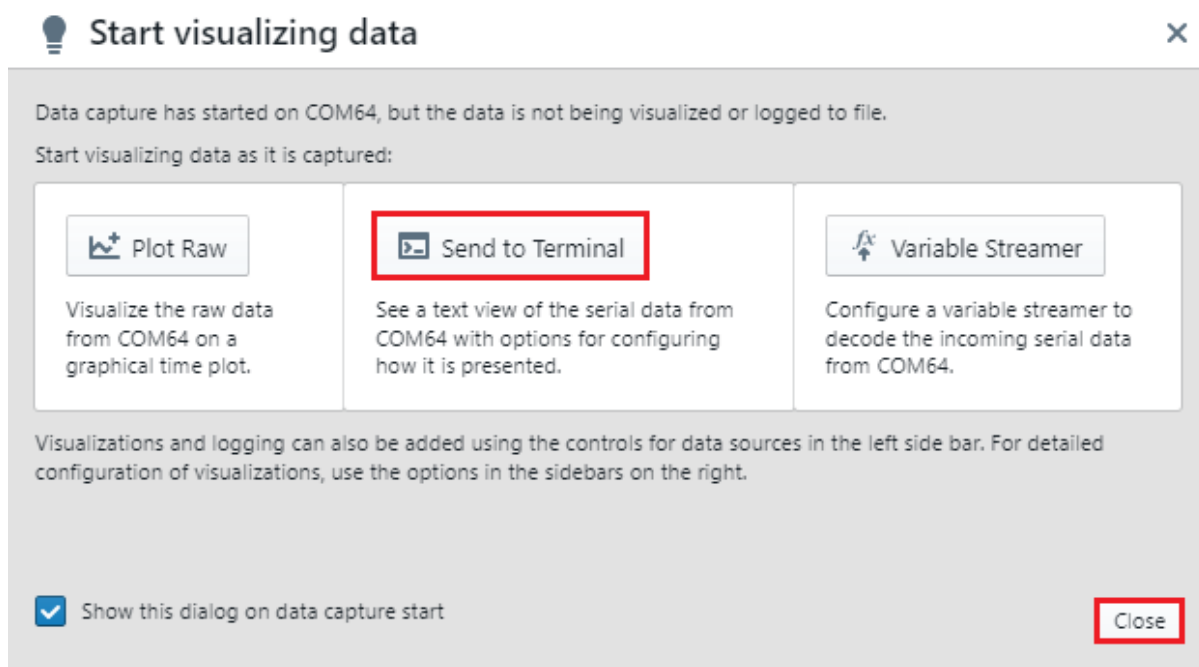 Start visualizing data
Data capture has started on COM64, but the data is not being visualized or logged to file.
Start visualizing data as it is captured:
Plot Raw
Visualize the raw data
from COM64 on a
graphical time plot.
Send to Terminal
See a text view of the serial data from
COM64 with options for configuring
how it is presented.
Variable Streamer
Configure a variable streamer to
decode the incoming serial data
from COM64.
Visualizations and logging can also be added using the controls for data sources in the left side bar. For detailed
configuration of visualizations, use the options in the sidebars on the right.
Show this dialog on data capture start
Close